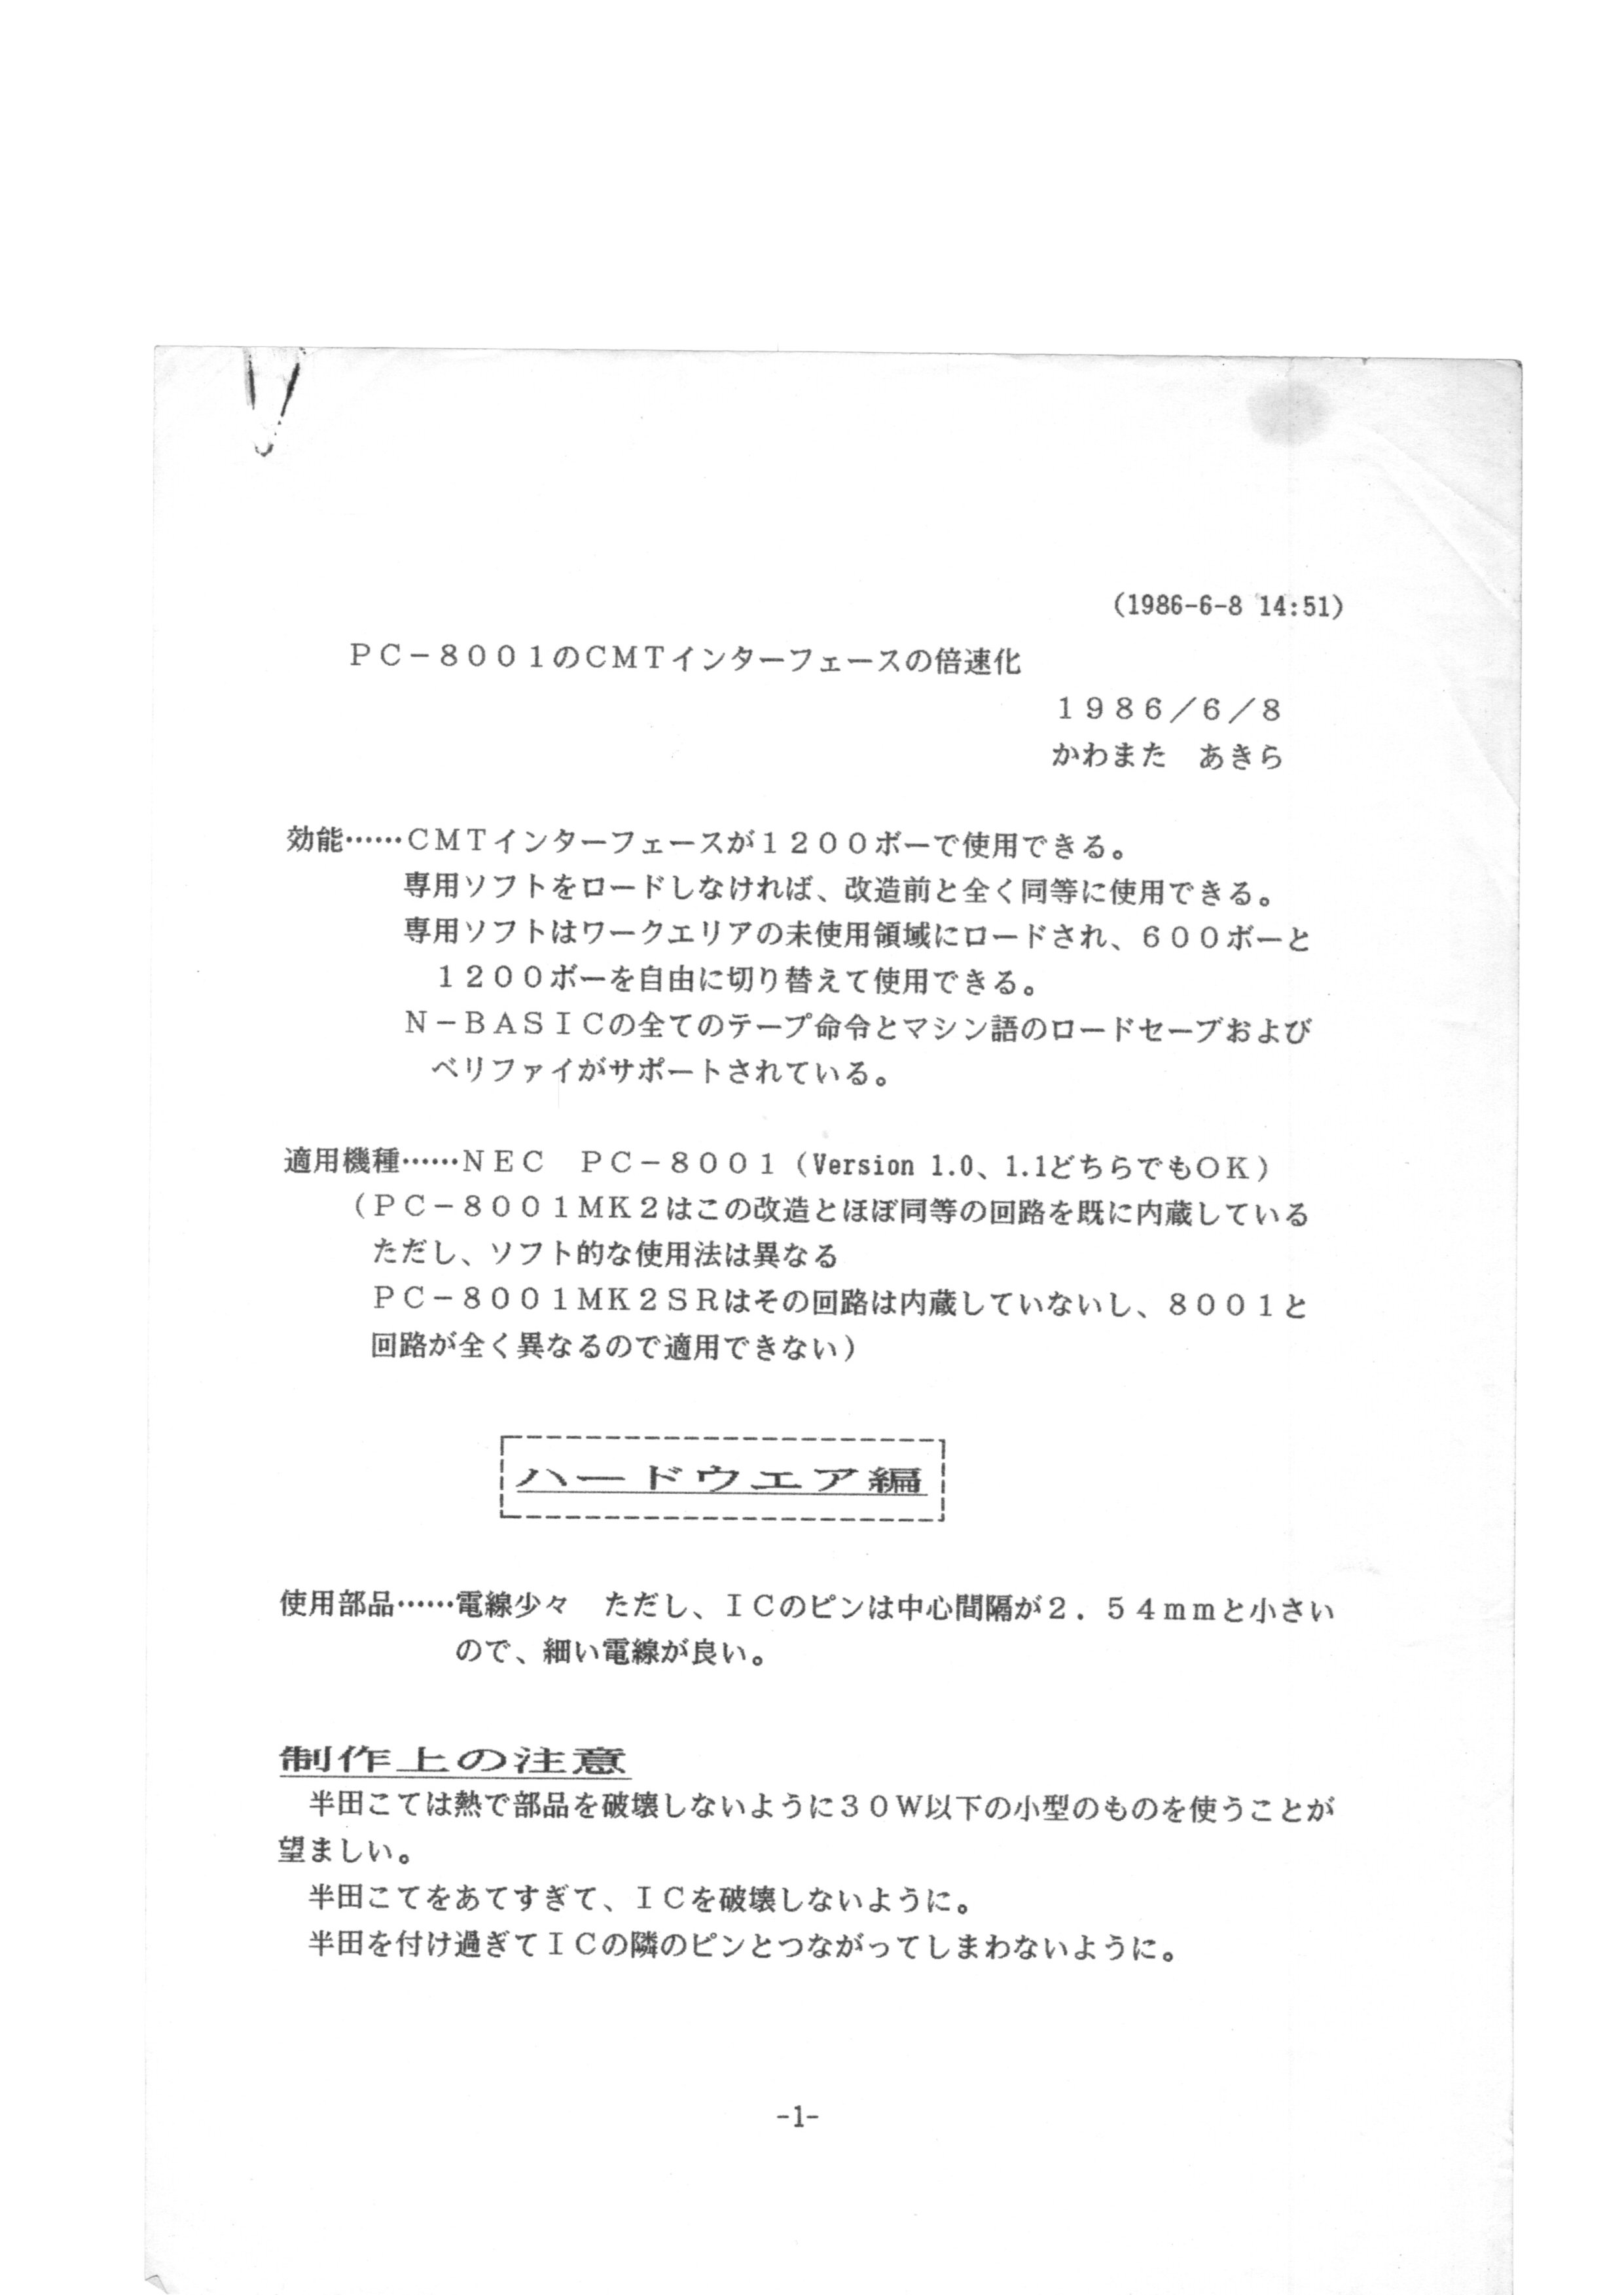 (1986-6-8 14:51)
PC-8001のCMTインターフェースの倍速化
1986/6/8
かわまた　あきら
効能……CMTインターフェースが1200ボーで使用できる。
専用ソフトをロードしなければ、改造前と全く同等に使用できる。
専用ソフトはワークエリアの未使用領域にロードされ、600ボーと
1200ボーを自由に切り替えて使用できる。
N-BASICの全てのテープ命令とマシン語のロードセーブおよび
ベリファイがサポートされている。
適用機種……NEC　PC-8001(Version 1.0、1.1どちらでもOK)
(PC-8001MK2はこの改造とほぼ同等の回路を既に内蔵している
ただし、ソフト的な使用法は異なる
PC-8001MK2SRはその回路は内蔵していないし、8001と
回路が全く異なるので適用できない)
ハードウエア編
使用部品……電線少々　ただし、ICのピンは中心間隔が2.54mmと小さい
ので、細い電線が良い。
制作上の注意
半田こては熱で部品を破壊しないように30W以下の小型のものを使うことが
望ましい。
半田こてをあてすぎて、ICを破壊しないように。
半田を付け過ぎてICの隣のピンとつながってしまわないように。
-1-